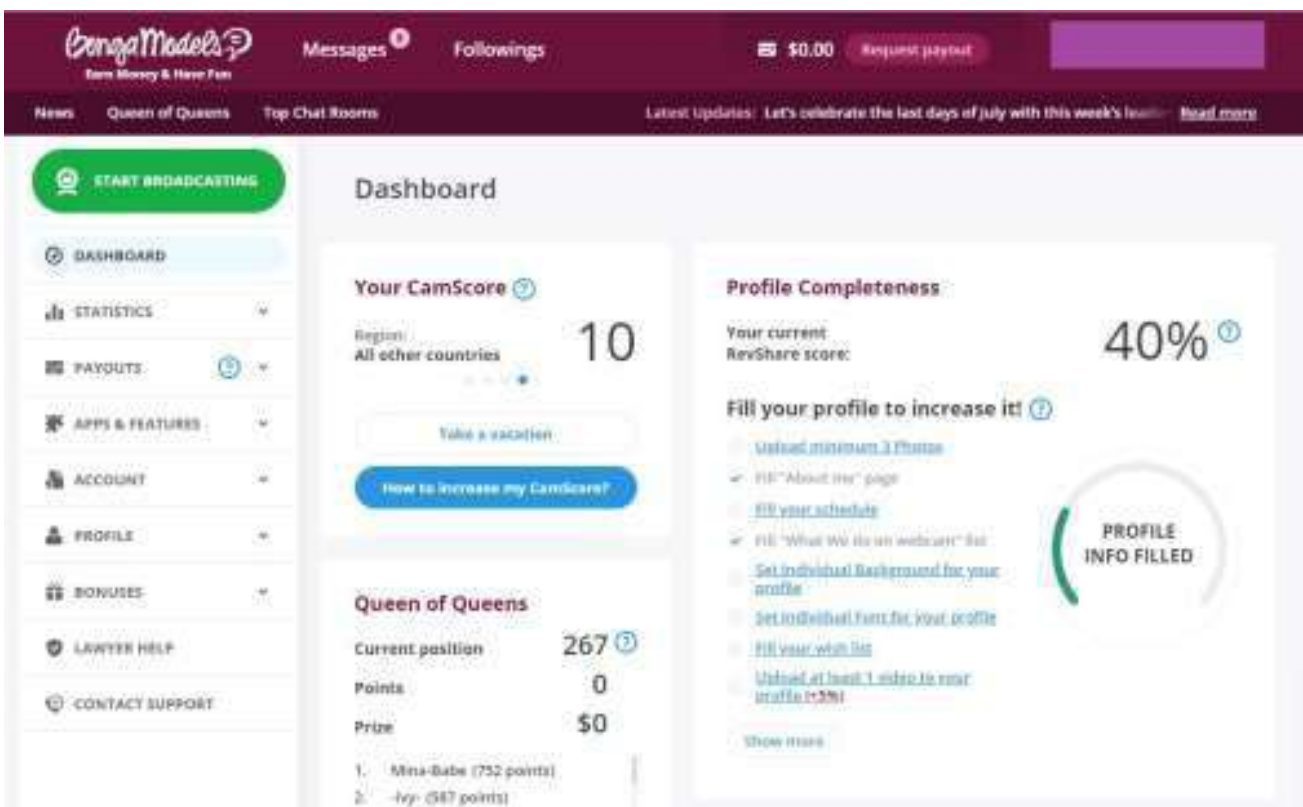 BongaModels
Earn Money & Have Fun
Messages 0
Followings
$0.00
Request payout
News
Queen of Queens
Top Chat Rooms
Latest Updates: Let's celebrate the last days of July with this week's
Read more
START BROADCASTING
DASHBOARD
STATISTICS
PAYOUTS
APPS & FEATURES
ACCOUNT
PROFILE
BONUSES
LAWYER HELP
CONTACT SUPPORT
Dashboard
Your CamScore ?
Region:
All other countries
10
Take a vacation
How to increase my CamScore?
Queen of Queens
Current position 267 ?
Points 0
Prize $0
1. Mina-Babe (752 points)
2. -Ivy- (587 points)
Profile Completeness
Your current
RevShare score:
40% ?
Fill your profile to increase it! ?
Upload minimum 3 Photos
Fill "About me" page
Fill your schedule
Fill "What We do on webcam" list
Set Individual Background for your
profile
Set Individual Font for your profile
Fill your wish list
Upload at least 1 video to your
profile (+5%)
Show more
PROFILE
INFO FILLED